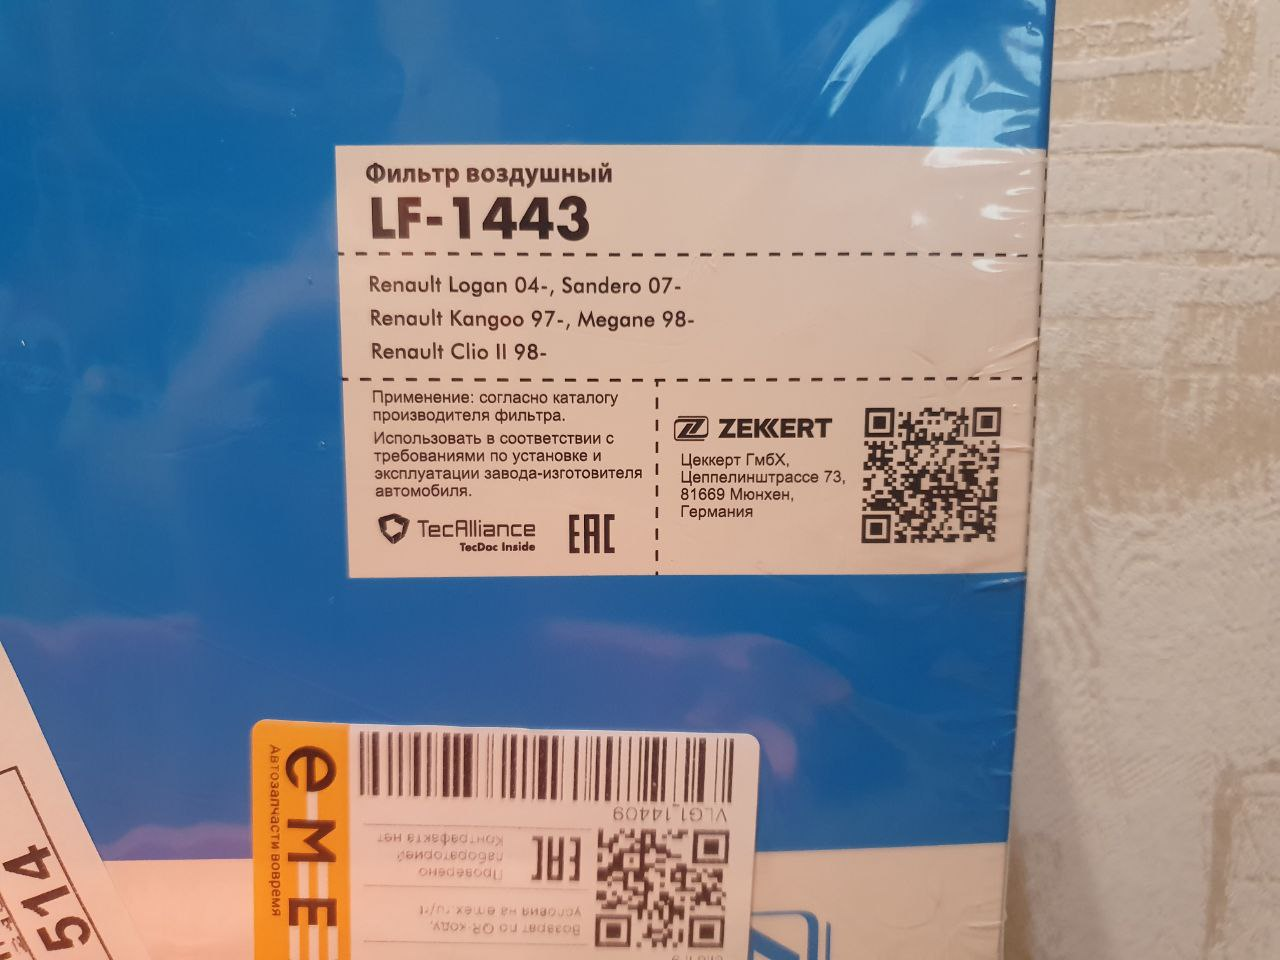 Фильтр воздушный
LF-1443
Renault Logan 04-, Sandero 07-
Renault Kangoo 97-, Megane 98-
Renault Clio II 98-
Применение: согласно каталогу
производителя фильтра.
Использовать в соответствии с
требованиями по установке и
эксплуатации завода-изготовителя
автомобиля.
TecAlliance
TecDoc Inside
EAC
ZEKKERT
Цеккерт ГмбХ,
Цеппелинштрассе 73,
81669 Мюнхен,
Германия
e-ME
Автозапчасти вовремя
VLG1_14409
EAC
Проверено
лабораторией
Контрафакта нет
Возврат по QR-коду,
условия на emex.ru/r
514